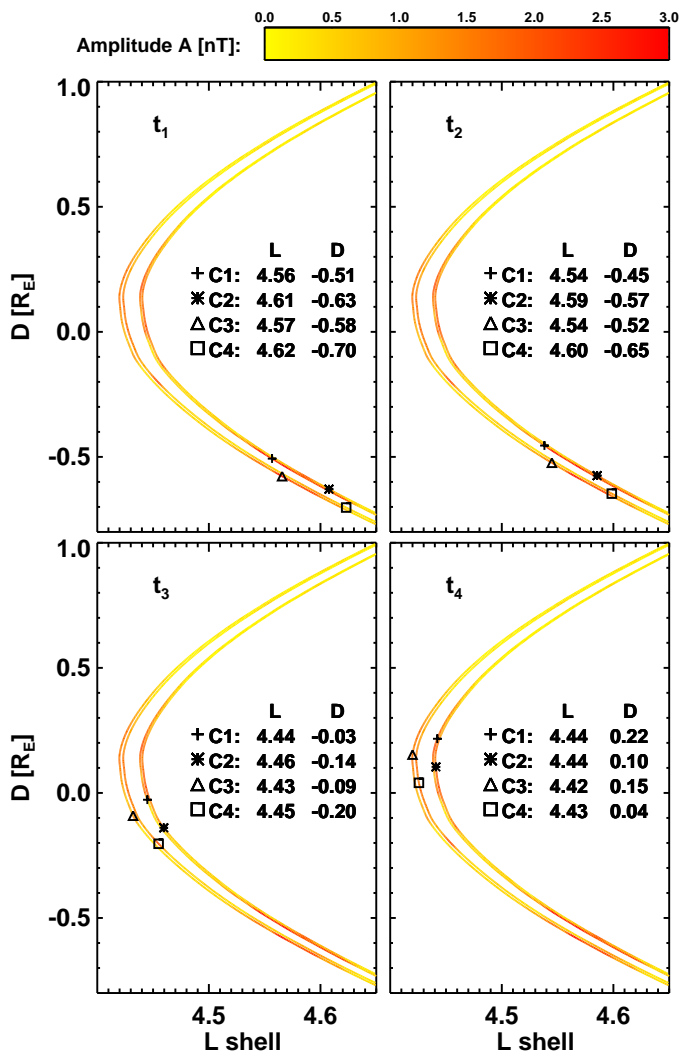 0.0 0.5 1.0 1.5 2.0 2.5 3.0
Amplitude A [nT]:
1.0
0.5
0.0
-0.5
D [R_E]
t_1
L D
C1: 4.56 -0.51
C2: 4.61 -0.63
C3: 4.57 -0.58
C4: 4.62 -0.70
t_2
L D
C1: 4.54 -0.45
C2: 4.59 -0.57
C3: 4.54 -0.52
C4: 4.60 -0.65
1.0
0.5
0.0
-0.5
D [R_E]
t_3
L D
C1: 4.44 -0.03
C2: 4.46 -0.14
C3: 4.43 -0.09
C4: 4.45 -0.20
4.5 4.6
L shell
t_4
L D
C1: 4.44 0.22
C2: 4.44 0.10
C3: 4.42 0.15
C4: 4.43 0.04
4.5 4.6
L shell